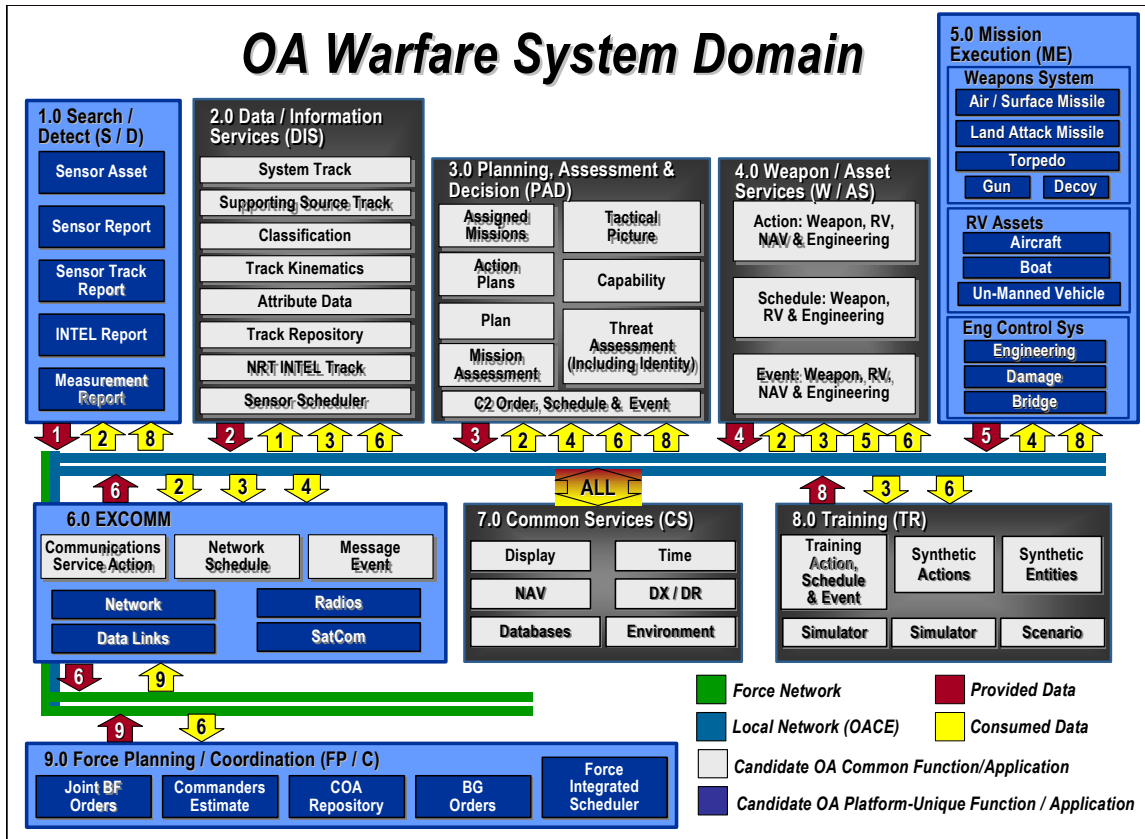 OA Warfare System Domain
1.0 Search /
Detect (S / D)
Sensor Asset
Sensor Report
Sensor Track
Report
INTEL Report
Measurement
Report
2.0 Data / Information
Services (DIS)
System Track
Supporting Source Track
Classification
Track Kinematics
Attribute Data
Track Repository
NRT INTEL Track
Sensor Scheduler
3.0 Planning, Assessment &
Decision (PAD)
Assigned
Missions
Action
Plans
Plan
Mission
Assessment
Tactical
Picture
Capability
Threat
Assessment
(Including Identity)
C2 Order, Schedule & Event
4.0 Weapon / Asset
Services (W / AS)
Action: Weapon, RV,
NAV & Engineering
Schedule: Weapon,
RV & Engineering
Event: Weapon, RV,
NAV & Engineering
5.0 Mission
Execution (ME)
Weapons System
Air / Surface Missile
Land Attack Missile
Torpedo
Gun
Decoy
RV Assets
Aircraft
Boat
Un-Manned Vehicle
Eng Control Sys
Engineering
Damage
Bridge
1 2 8
2 1 3 6
3 2 4 6 8
4 2 3 5 6
5 4 8
6 2 3 4
ALL
8 3 6
6.0 EXCOMM
Communications
Service Action
Network
Schedule
Message
Event
Network
Radios
Data Links
SatCom
7.0 Common Services (CS)
Display
Time
NAV
DX / DR
Databases
Environment
8.0 Training (TR)
Training
Action,
Schedule
& Event
Synthetic
Actions
Synthetic
Entities
Simulator
Simulator
Scenario
6 9
9 6
9.0 Force Planning / Coordination (FP / C)
Joint BF
Orders
Commanders
Estimate
COA
Repository
BG
Orders
Force
Integrated
Scheduler
Force Network
Provided Data
Local Network (OACE)
Consumed Data
Candidate OA Common Function/Application
Candidate OA Platform-Unique Function / Application